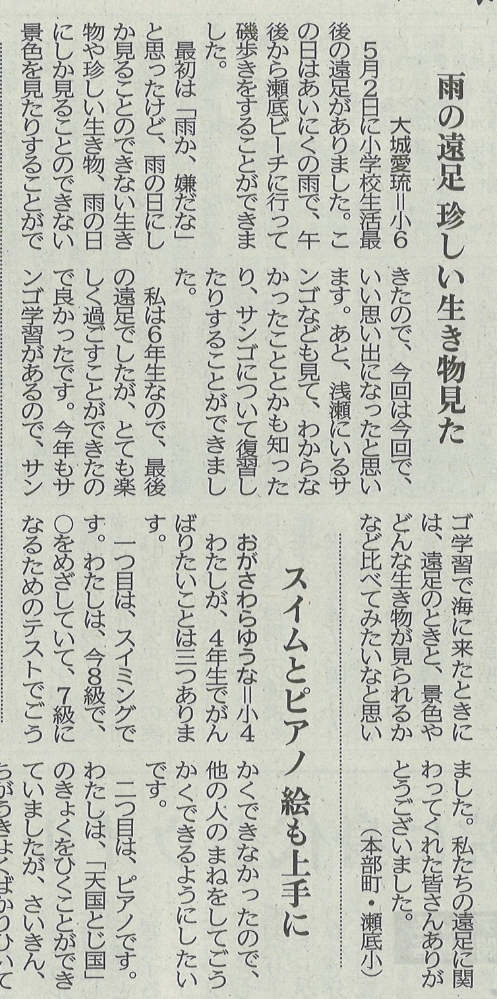 雨の遠足 珍しい生き物見た
大城愛琉＝小6
5月2日に小学校生活最
後の遠足がありました。こ
の日はあいにくの雨で、午
後から瀬底ビーチに行って
磯歩きをすることができま
した。
最初は「雨か、嫌だな」
と思ったけど、雨の日にし
か見ることのできない生き
物や珍しい生き物、雨の日
にしか見ることのできない
景色を見たりすることがで
きたので、今回は今回で、
いい思い出になったと思い
ます。あと、浅瀬にいるサ
ンゴなども見て、わからな
かったこととかも知った
り、サンゴについて復習し
たりすることができまし
た。
私は6年生なので、最後
の遠足でしたが、とても楽
しく過ごすことができたの
で良かったです。今年もサ
ンゴ学習があるので、サン
ゴ学習で海に来たときに
は、遠足のときと、景色や
どんな生き物が見られるか
など比べてみたいなと思い
ました。私たちの遠足に関
わってくれた皆さんありが
とうございました。
（本部町・瀬底小）
スイムとピアノ 絵も上手に
おがさわらゆうな＝小4
わたしが、4年生でがん
ばりたいことは三つありま
す。
一つ目は、スイミングで
す。わたしは、今8級で、
〇をめざしていて、7級に
なるためのテストでごう
かくできなかったので、
他の人のまねをしてごう
かくできるようにしたい
です。
二つ目は、ピアノです。
わたしは、「天国とじ国」
のきょくをひくことができ
ていましたが、さいきん、
ちがうきょくばかりひいて